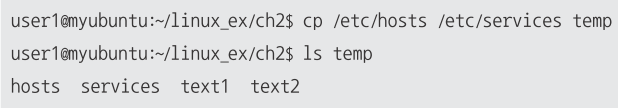 user1@myubuntu:~/linux_ex/ch2$ cp /etc/hosts /etc/services temp
user1@myubuntu:~/linux_ex/ch2$ ls temp
hosts  services  text1  text2